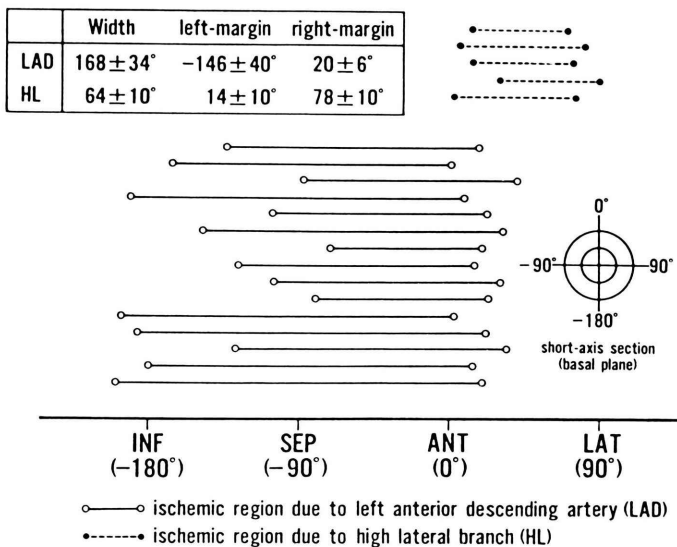 Width left-margin right-margin
LAD 168±34° −146±40° 20±6°
HL 64±10° 14±10° 78±10°
0°
−90° 90°
−180°
short-axis section
(basal plane)
INF SEP ANT LAT
(−180°) (−90°) (0°) (90°)
ischemic region due to left anterior descending artery (LAD)
ischemic region due to high lateral branch (HL)